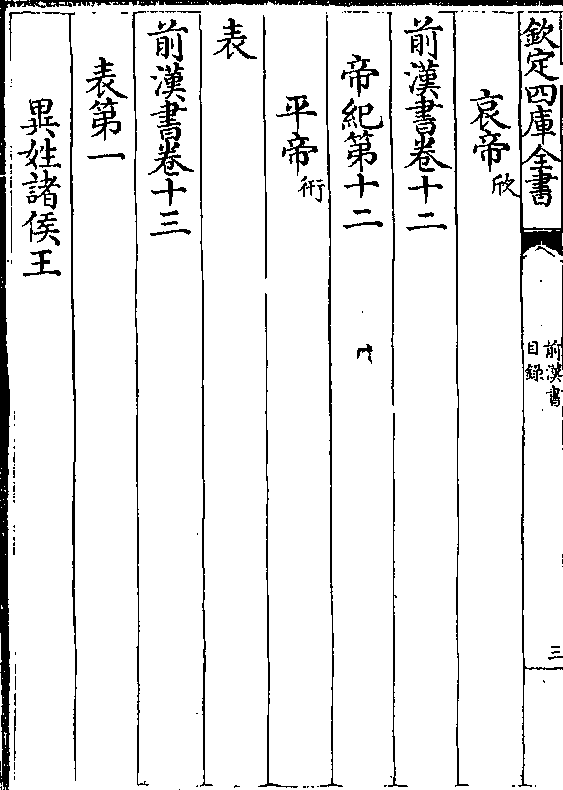 欽定四庫全書
前漢書
目録
三
哀帝欣
前漢書卷十二
帝紀第十二
平帝衎
表
前漢書卷十三
表第一
異姓諸侯王